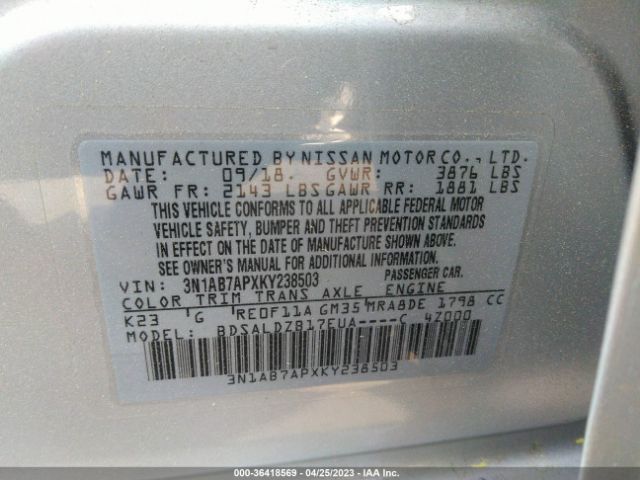 MANUFACTURED BY NISSAN MOTOR CO., LTD.
DATE: 09/18. GVWR: 3876 LBS
GAWR FR: 2143 LBS GAWR RR: 1881 LBS
THIS VEHICLE CONFORMS TO ALL APPLICABLE FEDERAL MOTOR
VEHICLE SAFETY, BUMPER AND THEFT PREVENTION STANDARDS
IN EFFECT ON THE DATE OF MANUFACTURE SHOWN ABOVE.
SEE OWNER'S MANUAL FOR ADDITIONAL INFORMATION.
VIN: 3N1AB7APXKY238503 PASSENGER CAR.
COLOR TRIM TRANS AXLE ENGINE
K23 G RE0F11A GM35 MRA8DE 1798 CC
MODEL: BDSALDZB17EUA----C 4Z000
3N1AB7APXKY238503
000-36418569 - 04/25/2023 - IAA Inc.